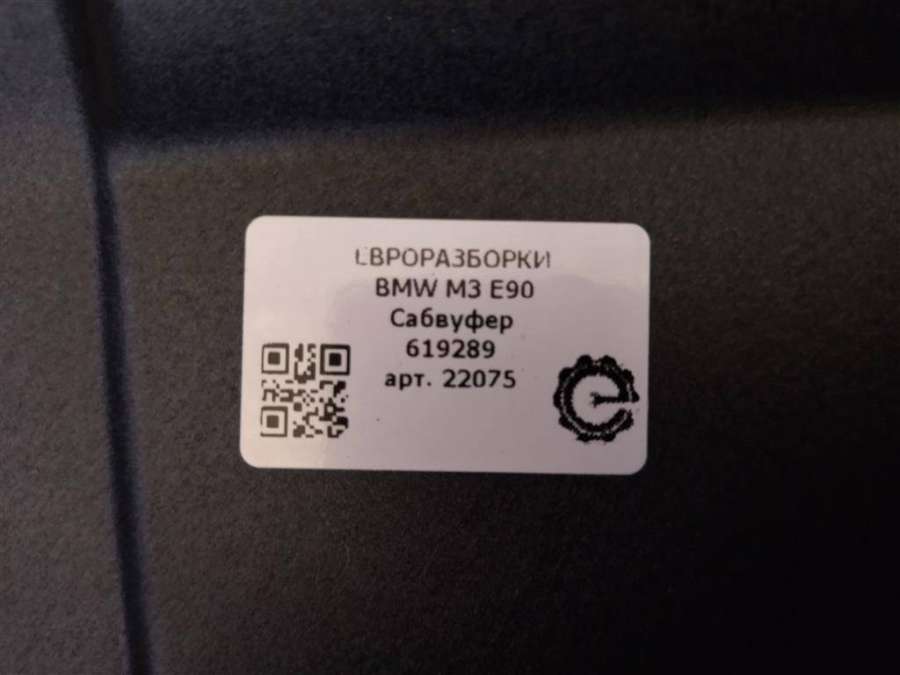 ЕВРОРАЗБОРКИ
BMW M3 E90
Сабвуфер
619289
арт. 22075